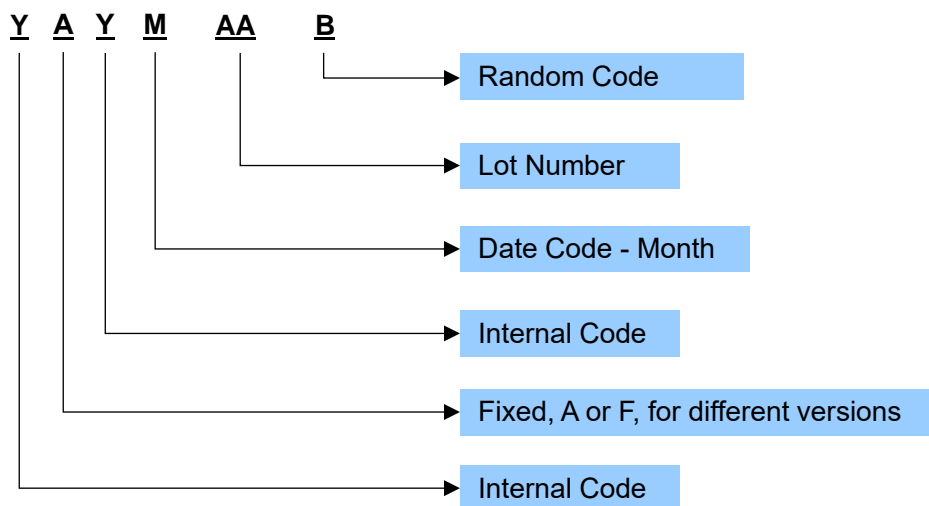 Y A Y M AA B
Random Code
Lot Number
Date Code - Month
Internal Code
Fixed, A or F, for different versions
Internal Code